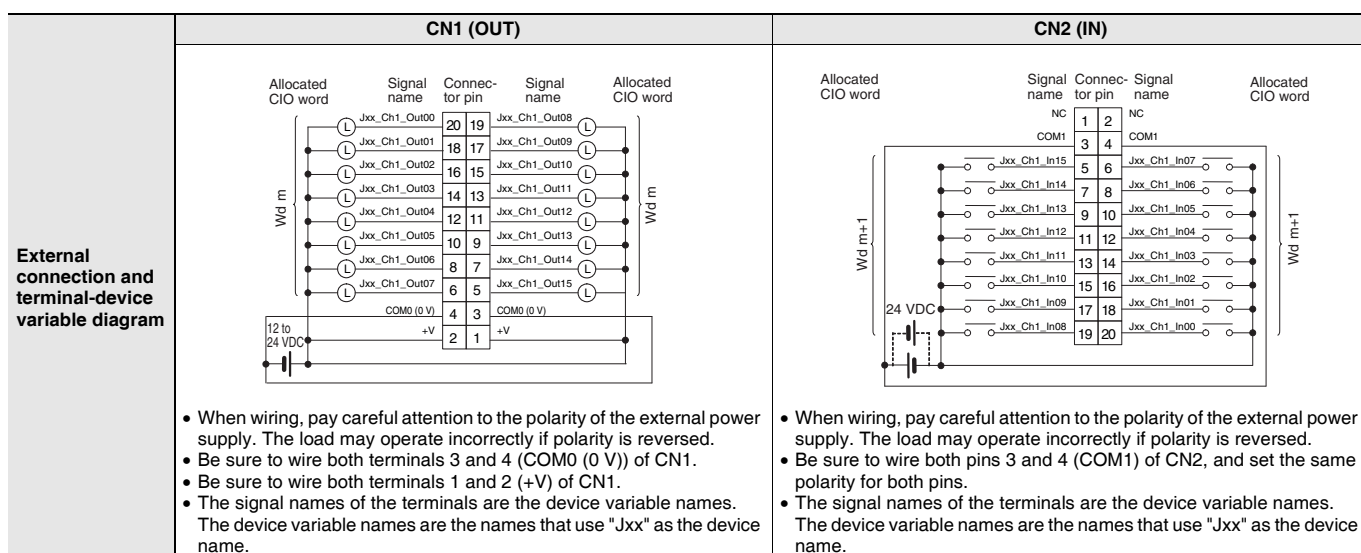 CN1 (OUT)
CN2 (IN)
External
connection and
terminal-device
variable diagram
Allocated
CIO word
Signal
name
Connec-
tor pin
Signal
name
Allocated
CIO word
L Jxx_Ch1_Out00 20 19 Jxx_Ch1_Out08 L
L Jxx_Ch1_Out01 18 17 Jxx_Ch1_Out09 L
L Jxx_Ch1_Out02 16 15 Jxx_Ch1_Out10 L
L Jxx_Ch1_Out03 14 13 Jxx_Ch1_Out11 L
L Jxx_Ch1_Out04 12 11 Jxx_Ch1_Out12 L
L Jxx_Ch1_Out05 10 9 Jxx_Ch1_Out13 L
L Jxx_Ch1_Out06 8 7 Jxx_Ch1_Out14 L
L Jxx_Ch1_Out07 6 5 Jxx_Ch1_Out15 L
COM0 (0 V) 4 3 COM0 (0 V)
+V 2 1 +V
Wd m
Wd m
12 to
24 VDC
• When wiring, pay careful attention to the polarity of the external power
supply. The load may operate incorrectly if polarity is reversed.
• Be sure to wire both terminals 3 and 4 (COM0 (0 V)) of CN1.
• Be sure to wire both terminals 1 and 2 (+V) of CN1.
• The signal names of the terminals are the device variable names.
The device variable names are the names that use "Jxx" as the device
name.
Allocated
CIO word
Signal
name
Connec-
tor pin
Signal
name
Allocated
CIO word
NC 1 2 NC
COM1 3 4 COM1
Jxx_Ch1_In15 5 6 Jxx_Ch1_In07
Jxx_Ch1_In14 7 8 Jxx_Ch1_In06
Jxx_Ch1_In13 9 10 Jxx_Ch1_In05
Jxx_Ch1_In12 11 12 Jxx_Ch1_In04
Jxx_Ch1_In11 13 14 Jxx_Ch1_In03
Jxx_Ch1_In10 15 16 Jxx_Ch1_In02
Jxx_Ch1_In09 17 18 Jxx_Ch1_In01
Jxx_Ch1_In08 19 20 Jxx_Ch1_In00
Wd m+1
Wd m+1
24 VDC
• When wiring, pay careful attention to the polarity of the external power
supply. The load may operate incorrectly if polarity is reversed.
• Be sure to wire both pins 3 and 4 (COM1) of CN2, and set the same
polarity for both pins.
• The signal names of the terminals are the device variable names.
The device variable names are the names that use "Jxx" as the device
name.